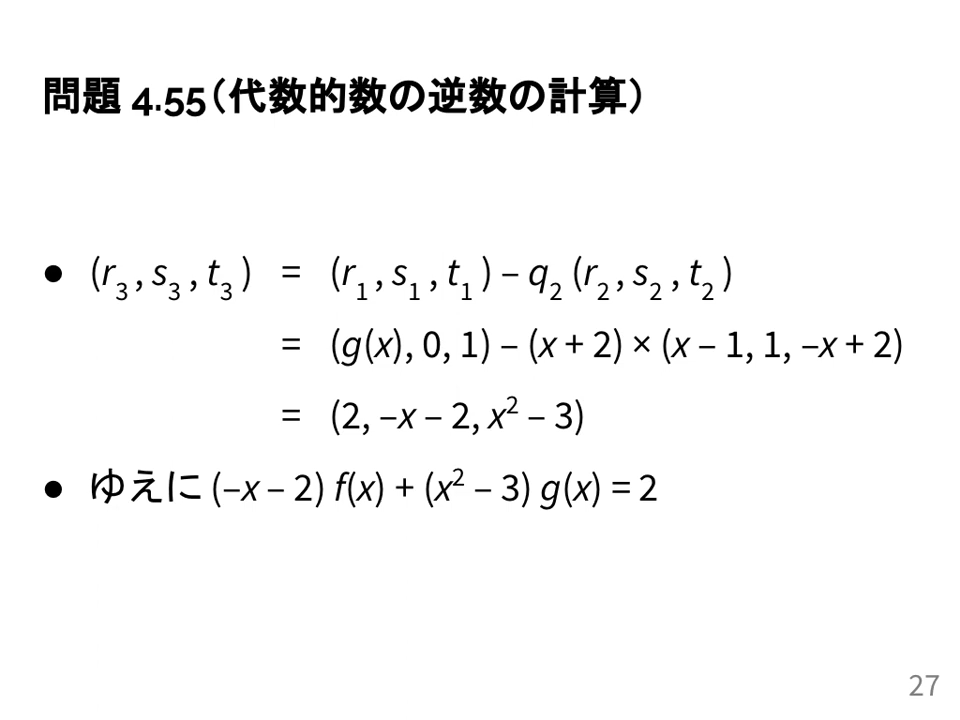 問題 4.55（代数的数の逆数の計算）
● (r₃ , s₃ , t₃ ) = (r₁ , s₁ , t₁ ) – q₂ (r₂ , s₂ , t₂ )
= (g(x), 0, 1) – (x + 2) × (x – 1, 1, –x + 2)
= (2, –x – 2, x² – 3)
● ゆえに (–x – 2) f(x) + (x² – 3) g(x) = 2
27